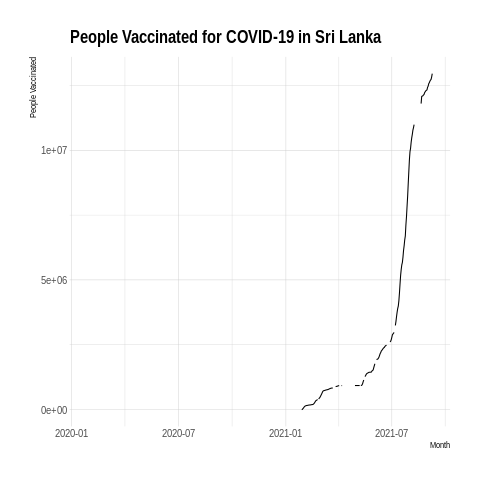 People Vaccinated for COVID-19 in Sri Lanka
People Vaccinated
1e+07
5e+06
0e+00
2020-01 2020-07 2021-01 2021-07
Month